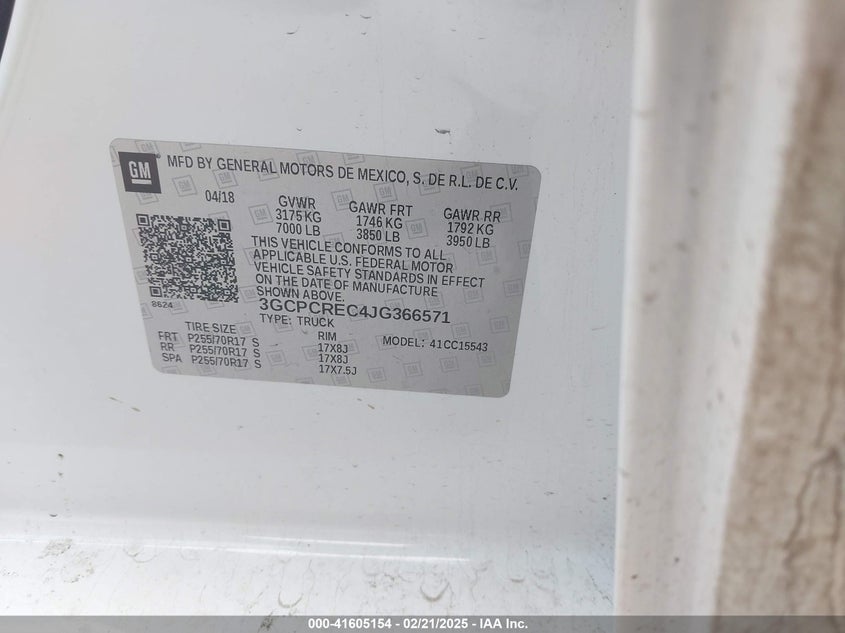 GM
MFD BY GENERAL MOTORS DE MEXICO, S. DE R.L. DE C.V.
04/18
GVWR GAWR FRT GAWR RR
3175 KG 1746 KG 1792 KG
7000 LB 3850 LB 3950 LB
THIS VEHICLE CONFORMS TO ALL
APPLICABLE U.S. FEDERAL MOTOR
VEHICLE SAFETY STANDARDS IN EFFECT
ON THE DATE OF MANUFACTURE
SHOWN ABOVE.
8624
3GCPCREC4JG366571
TYPE: TRUCK
TIRE SIZE RIM MODEL: 41CC15543
FRT P255/70R17 S 17X8J
RR P255/70R17 S 17X8J
SPA P255/70R17 S 17X7.5J
000-41605154 - 02/21/2025 - IAA Inc.